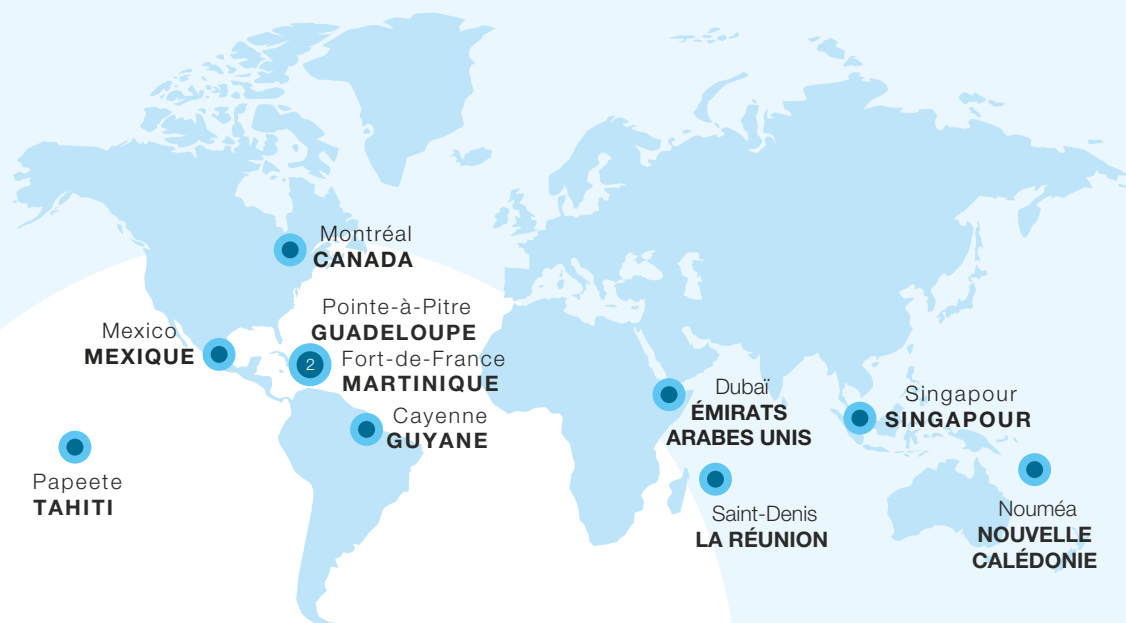 Montréal
CANADA
Pointe-à-Pitre
GUADELOUPE
Mexico
MEXIQUE
2
Fort-de-France
MARTINIQUE
Cayenne
GUYANE
Dubaï
ÉMIRATS
ARABES UNIS
Singapour
SINGAPOUR
Papeete
TAHITI
Saint-Denis
LA RÉUNION
Nouméa
NOUVELLE
CALÉDONIE